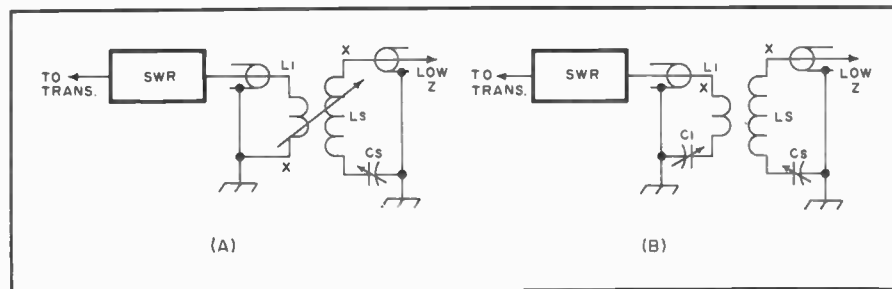 TO TRANS.
SWR
L1
X
X
LS
CS
LOW Z
(A)
TO TRANS.
SWR
L1
X
C1
X
LS
CS
LOW Z
(B)